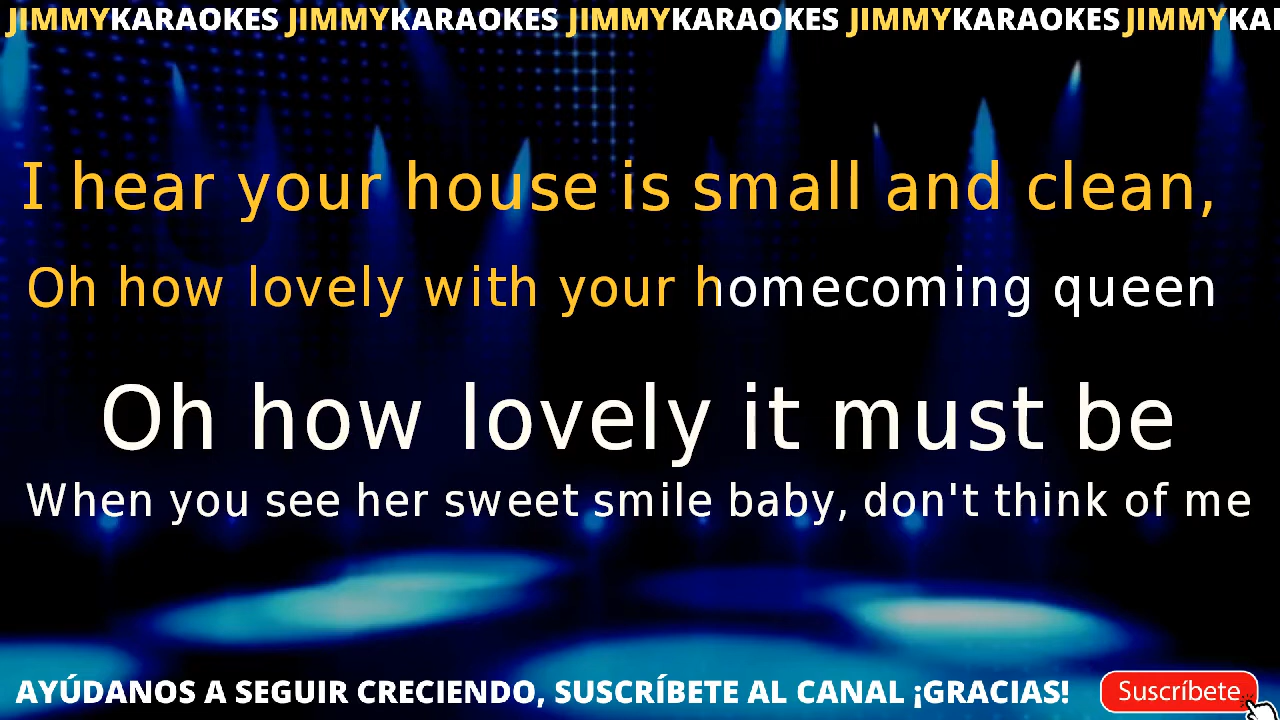 JIMMYKARAOKES JIMMYKARAOKES JIMMYKARAOKES JIMMYKARAOKES JIMMYKAI
I hear your house is small and clean,
Oh how lovely with your homecoming queen
Oh how lovely it must be
When you see her sweet smile baby, don't think of me
AYÚDANOS A SEGUIR CRECIENDO, SUSCRÍBETE AL CANAL ¡GRACIAS!
Suscríbete